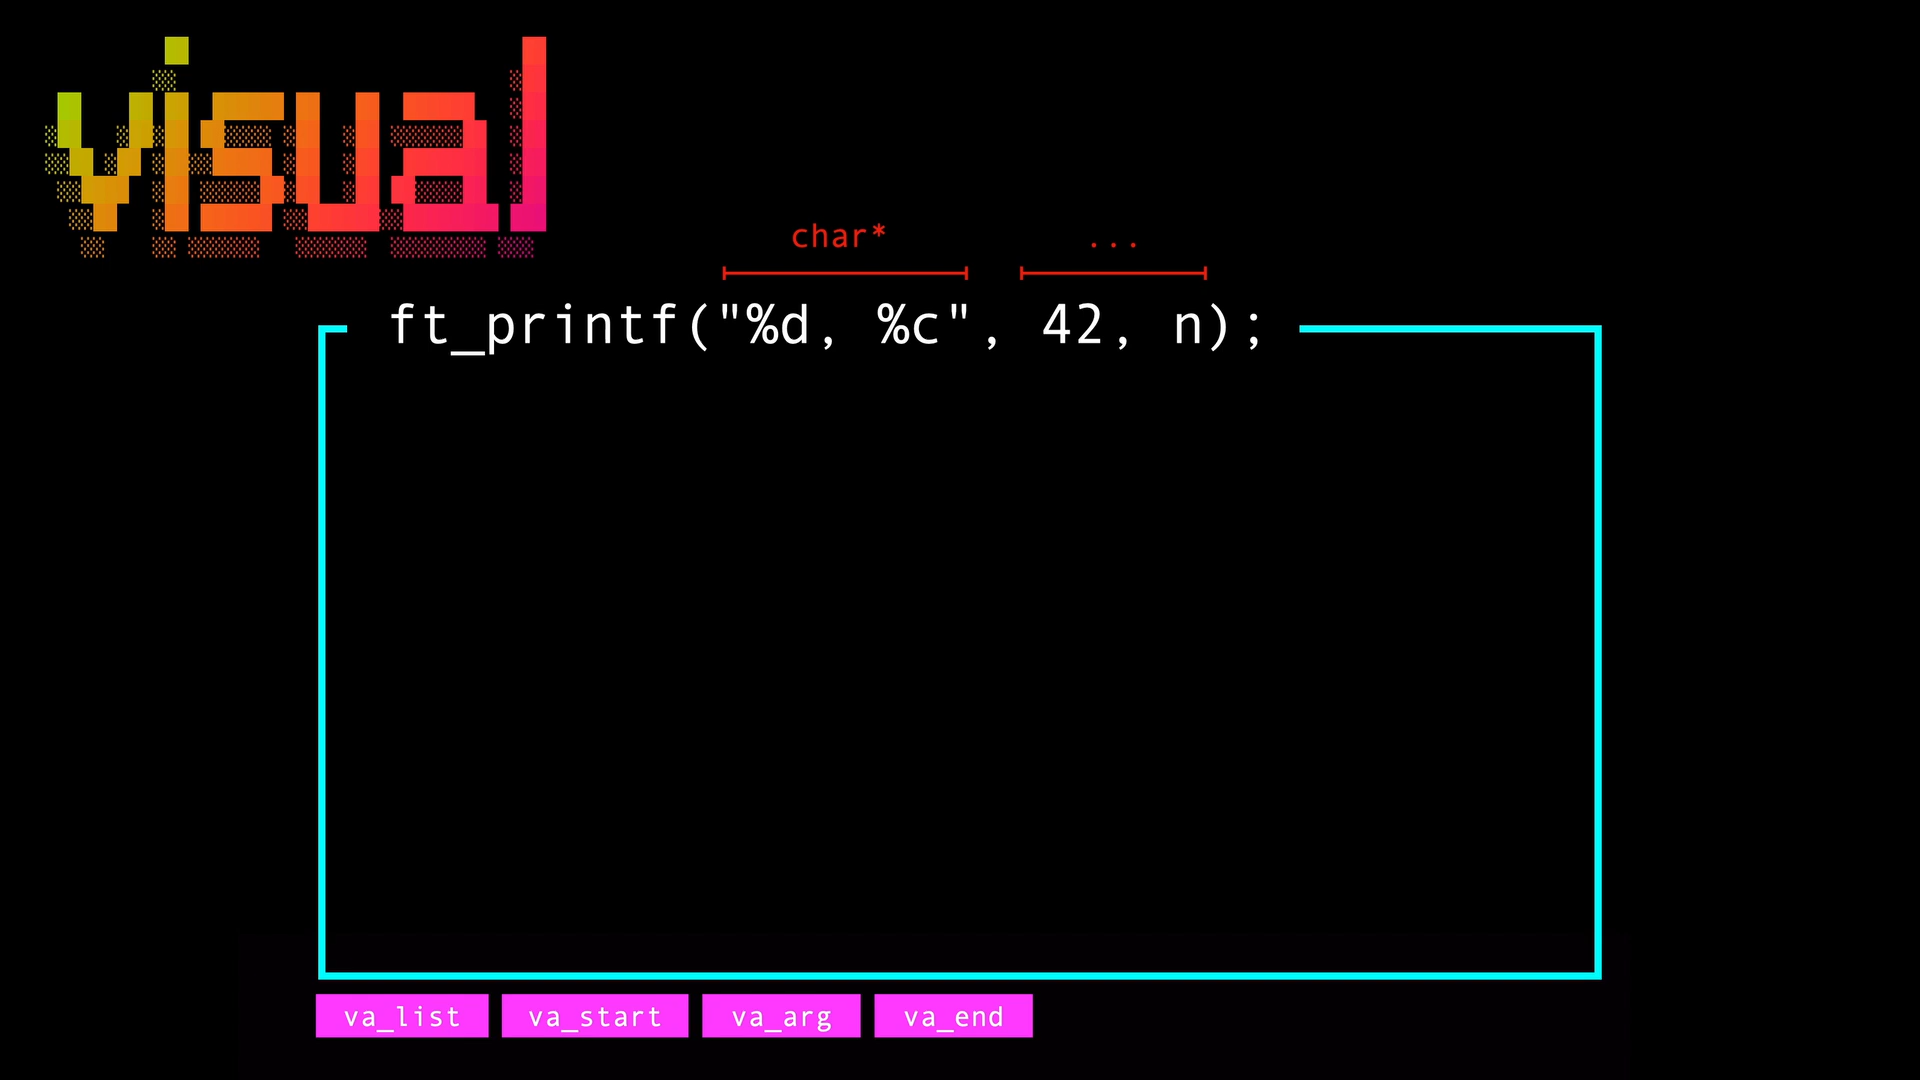 visual
char* ...
ft_printf("%d, %c", 42, n);
va_list va_start va_arg va_end